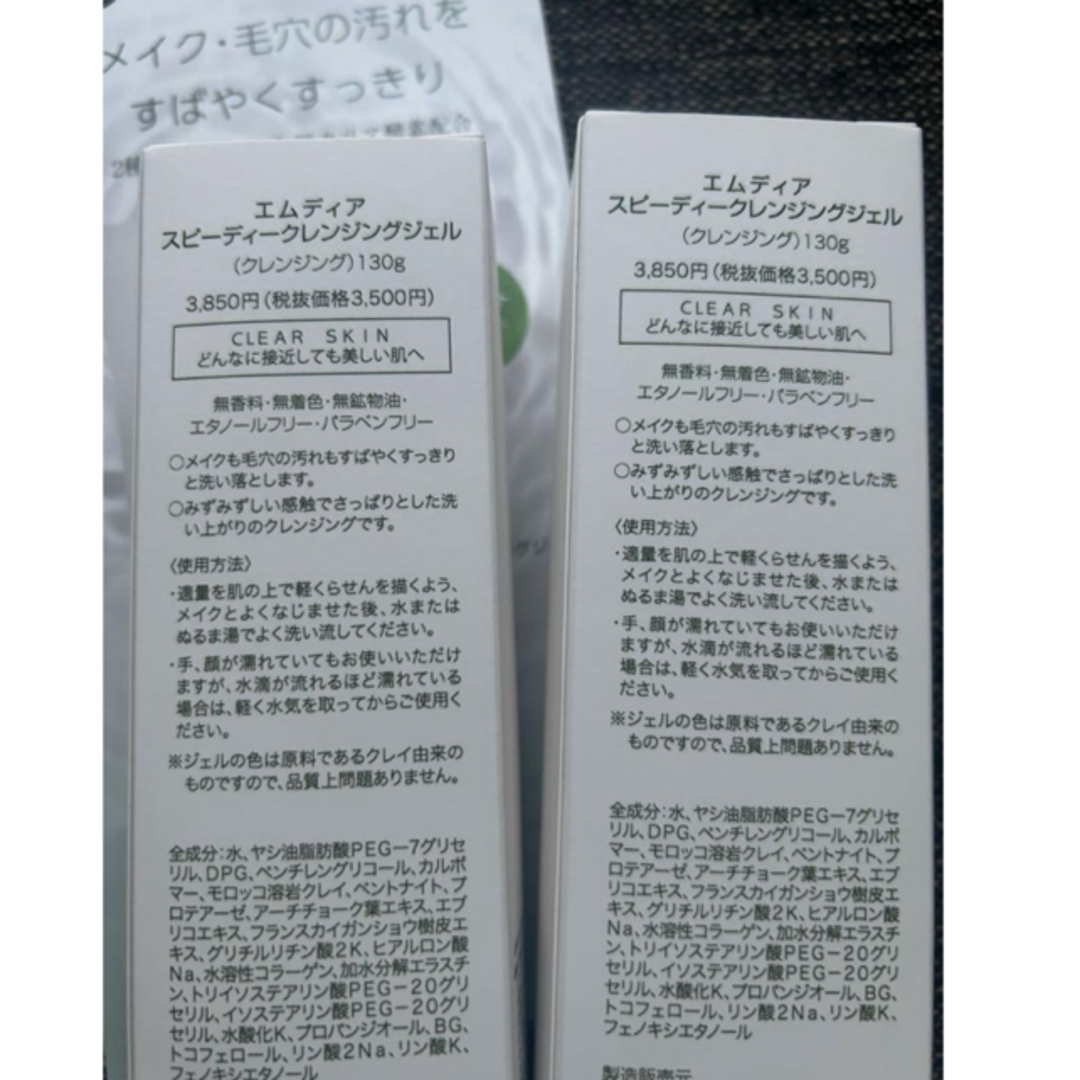 メイク・毛穴の汚れを
すばやくすっきり
酵素配合
エムディア
スピーディークレンジングジェル
(クレンジング)130g
3,850円(税抜価格3,500円)
CLEAR SKIN
どんなに接近しても美しい肌へ
無香料・無着色・無鉱物油・
エタノールフリー・パラベンフリー
○メイクも毛穴の汚れもすばやくすっきり
と洗い落とします。
○みずみずしい感触でさっぱりとした洗
い上がりのクレンジングです。
〈使用方法〉
・適量を肌の上で軽くらせんを描くよう、
メイクとよくなじませた後、水または
ぬるま湯でよく洗い流してください。
・手、顔が濡れていてもお使いいただけ
ますが、水滴が流れるほど濡れている
場合は、軽く水気を取ってからご使用く
ださい。
※ジェルの色は原料であるクレイ由来の
ものですので、品質上問題ありません。
全成分:水、ヤシ油脂肪酸PEG-7グリセ
リル、DPG、ペンチレングリコール、カルボ
マー、モロッコ溶岩クレイ、ベントナイト、プ
ロテアーゼ、アーチチョーク葉エキス、エブ
リコエキス、フランスカイガンショウ樹皮エ
キス、グリチルリチン酸2K、ヒアルロン酸
Na、水溶性コラーゲン、加水分解エラスチ
ン、トリイソステアリン酸PEG-20グリ
セリル、イソステアリン酸PEG-20グリ
セリル、水酸化K、プロパンジオール、BG、
トコフェロール、リン酸2Na、リン酸K、
フェノキシエタノール
エムディア
スピーディークレンジングジェル
(クレンジング)130g
3,850円(税抜価格3,500円)
CLEAR SKIN
どんなに接近しても美しい肌へ
無香料・無着色・無鉱物油・
エタノールフリー・パラベンフリー
○メイクも毛穴の汚れもすばやくすっきり
と洗い落とします。
○みずみずしい感触でさっぱりとした洗
い上がりのクレンジングです。
〈使用方法〉
・適量を肌の上で軽くらせんを描くよう、
メイクとよくなじませた後、水または
ぬるま湯でよく洗い流してください。
・手、顔が濡れていてもお使いいただけ
ますが、水滴が流れるほど濡れている
場合は、軽く水気を取ってからご使用く
ださい。
※ジェルの色は原料であるクレイ由来の
ものですので、品質上問題ありません。
全成分:水、ヤシ油脂肪酸PEG-7グリセ
リル、DPG、ペンチレングリコール、カルボ
マー、モロッコ溶岩クレイ、ベントナイト、プ
ロテアーゼ、アーチチョーク葉エキス、エブ
リコエキス、フランスカイガンショウ樹皮エ
キス、グリチルリチン酸2K、ヒアルロン酸
Na、水溶性コラーゲン、加水分解エラスチ
ン、トリイソステアリン酸PEG-20グリ
セリル、イソステアリン酸PEG-20グリ
セリル、水酸化K、プロパンジオール、BG、
トコフェロール、リン酸2Na、リン酸K、
フェノキシエタノール
製造販売元